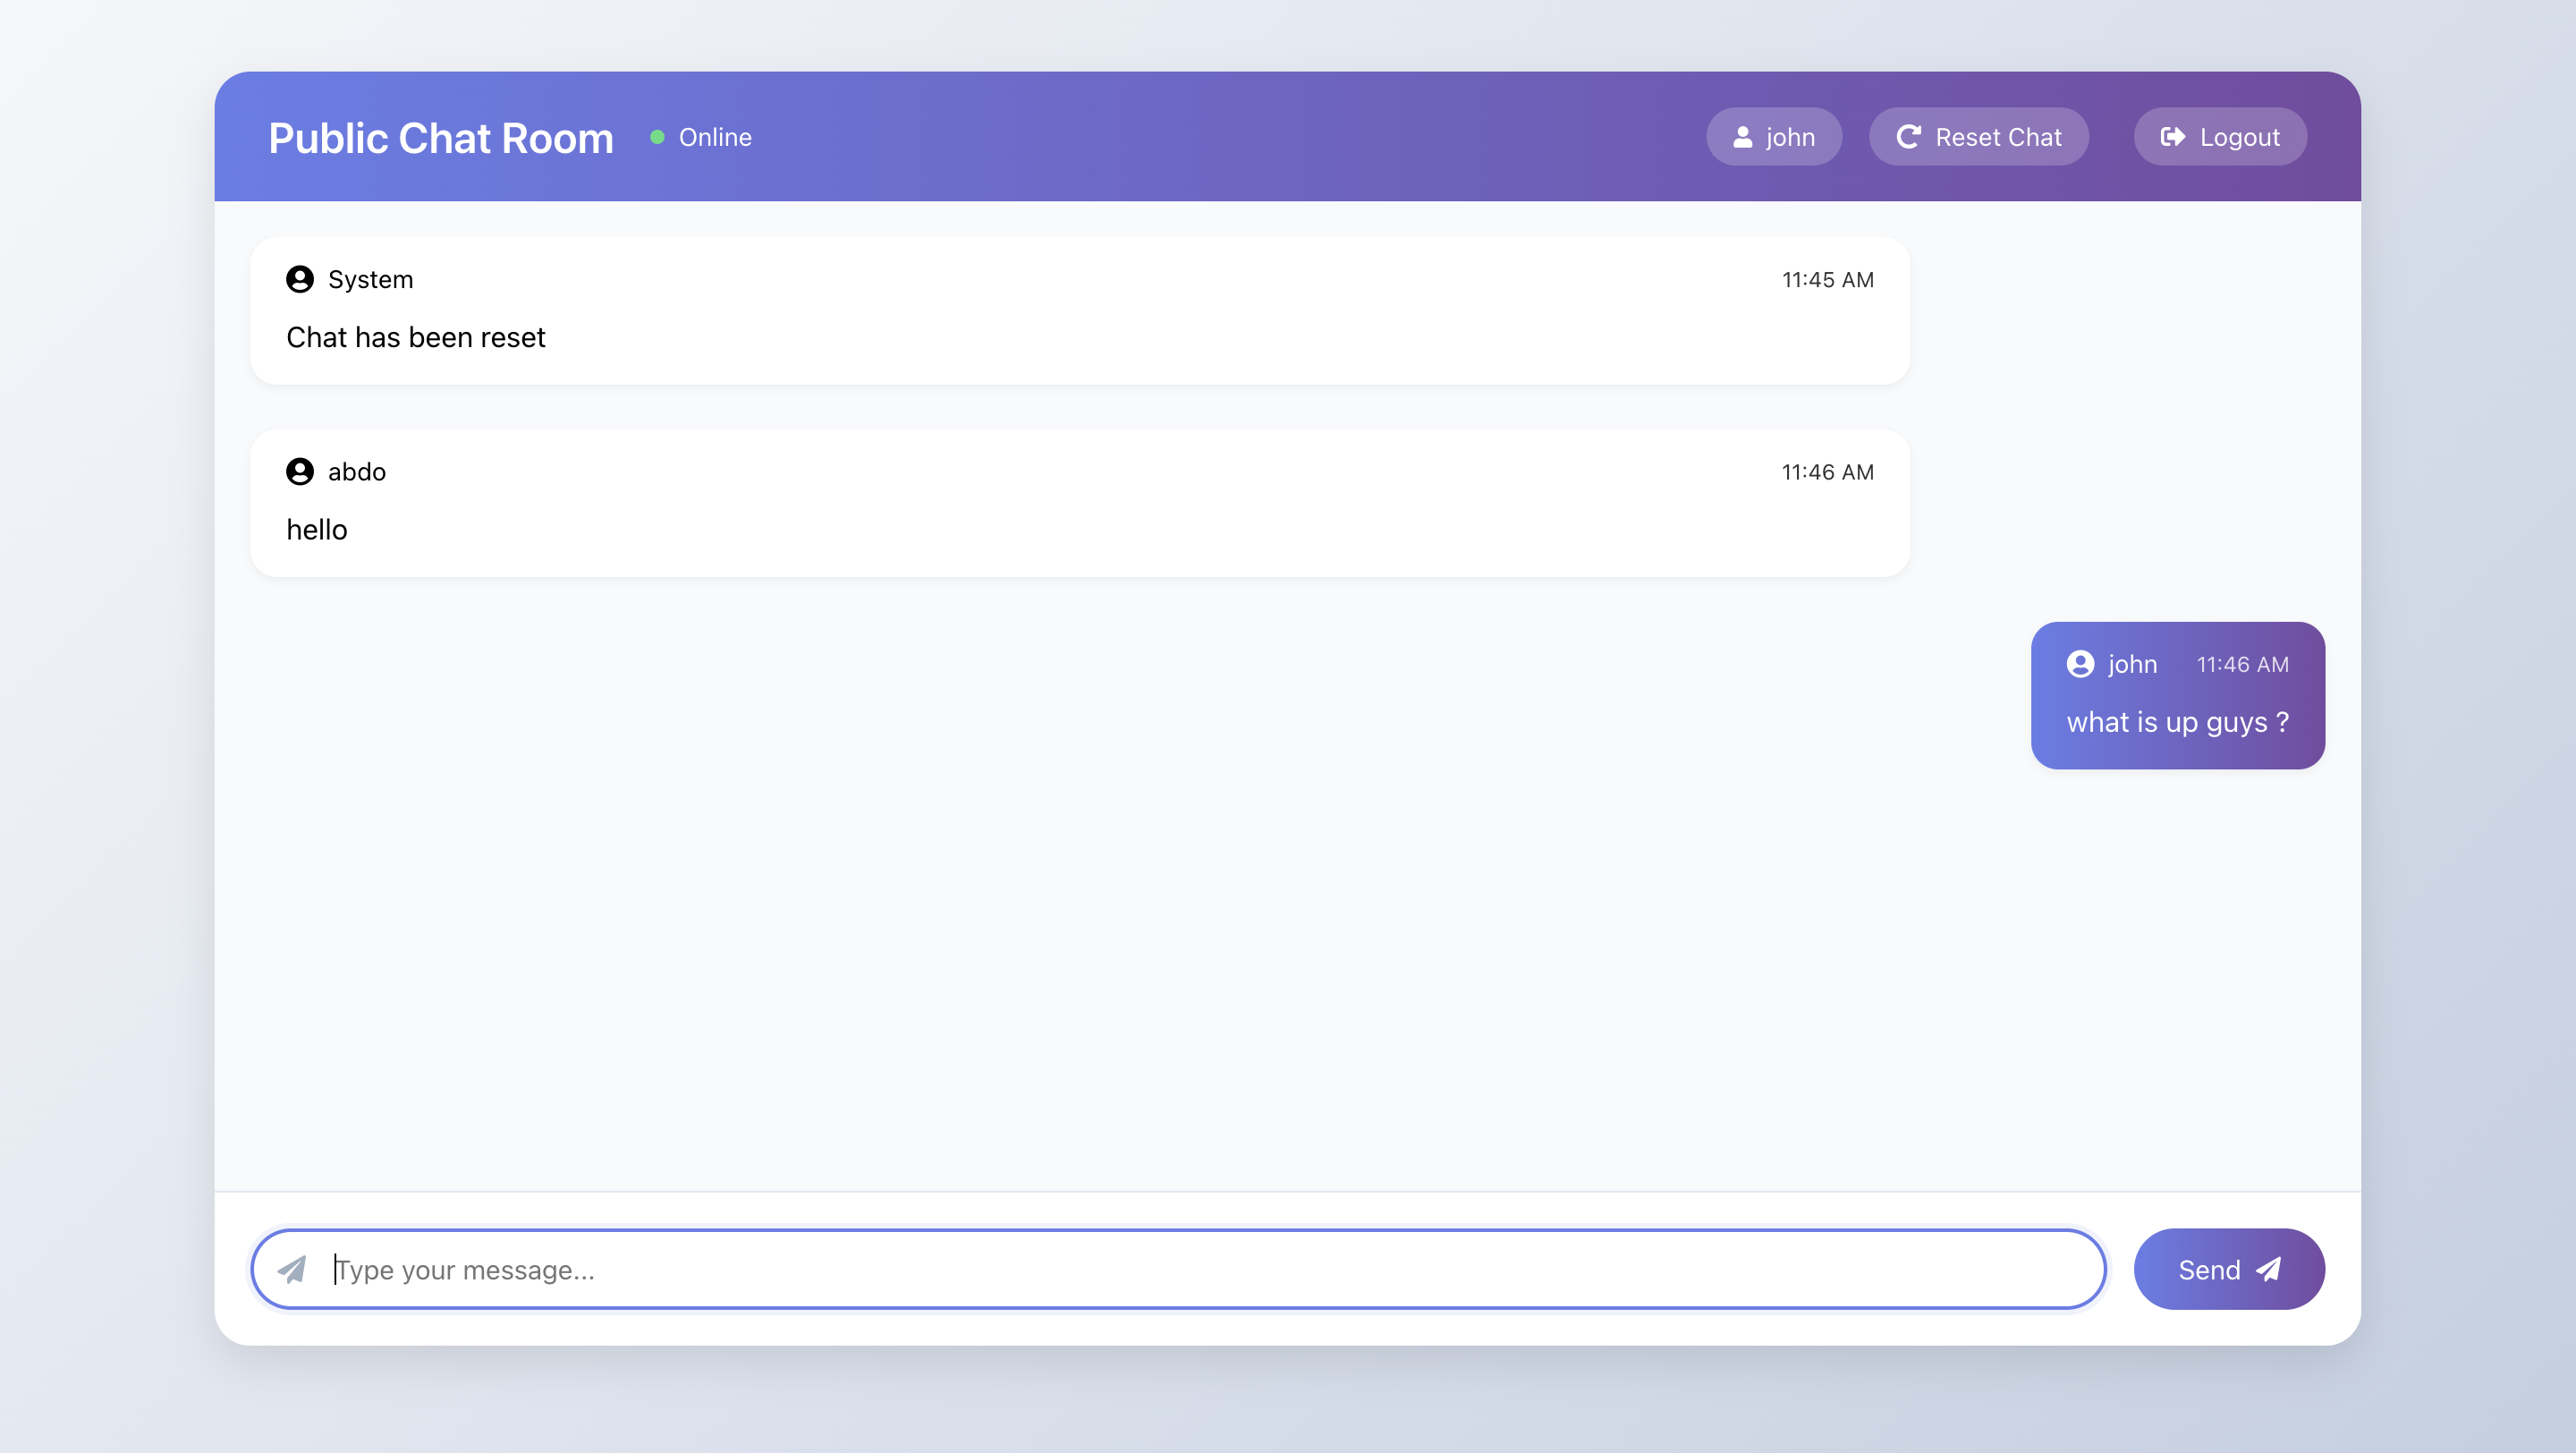 Public Chat Room
Online
john
Reset Chat
Logout
System
11:45 AM
Chat has been reset
abdo
11:46 AM
hello
john
11:46 AM
what is up guys ?
Type your message...
Send